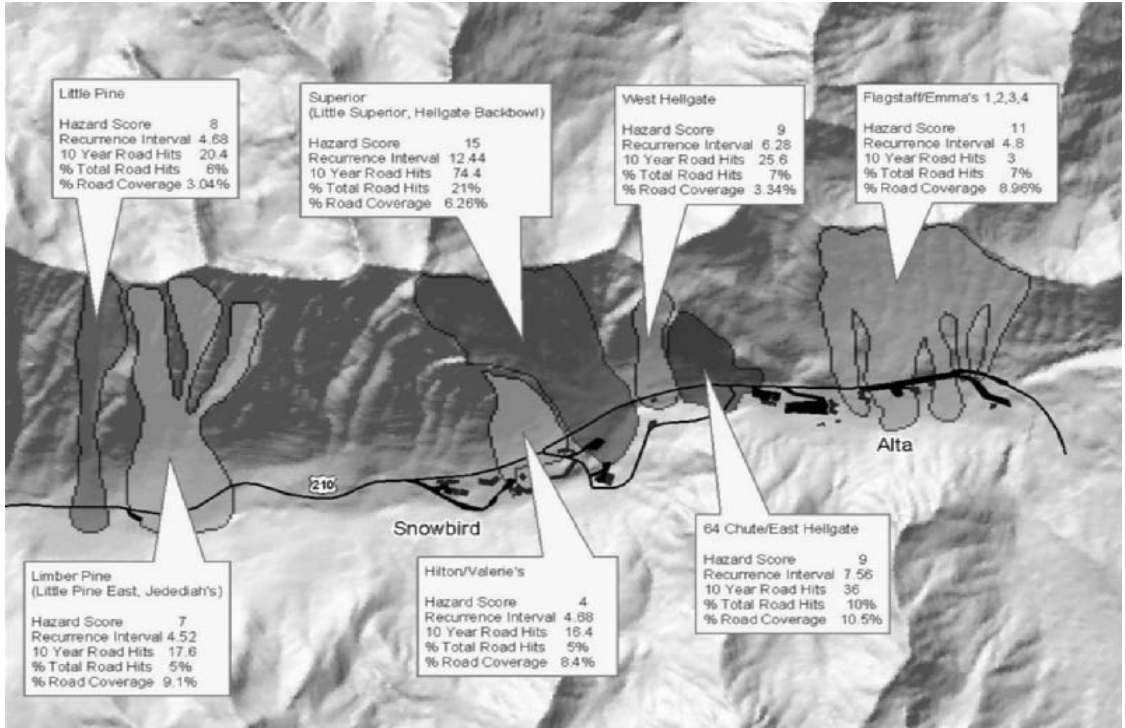 Little Pine
Hazard Score 8
Recurrence Interval 4.68
10 Year Road Hits 20.4
% Total Road Hits 6%
% Road Coverage 3.04%
Superior
(Little Superior, Hellgate Backbowl)
Hazard Score 15
Recurrence Interval 12.44
10 Year Road Hits 74.4
% Total Road Hits 21%
% Road Coverage 6.26%
West Hellgate
Hazard Score 9
Recurrence Interval 6.28
10 Year Road Hits 25.6
% Total Road Hits 7%
% Road Coverage 3.34%
Flagstaff/Emma's 1,2,3,4
Hazard Score 11
Recurrence Interval 4.8
10 Year Road Hits 3
% Total Road Hits 7%
% Road Coverage 8.96%
Alta
210
Snowbird
Limber Pine
(Little Pine East, Jedediah's)
Hazard Score 7
Recurrence Interval 4.52
10 Year Road Hits 17.6
% Total Road Hits 5%
% Road Coverage 9.1%
Hilton/Valerie's
Hazard Score 4
Recurrence Interval 4.68
10 Year Road Hits 16.4
% Total Road Hits 5%
% Road Coverage 8.4%
64 Chute/East Hellgate
Hazard Score 9
Recurrence Interval 7.56
10 Year Road Hits 36
% Total Road Hits 10%
% Road Coverage 10.5%